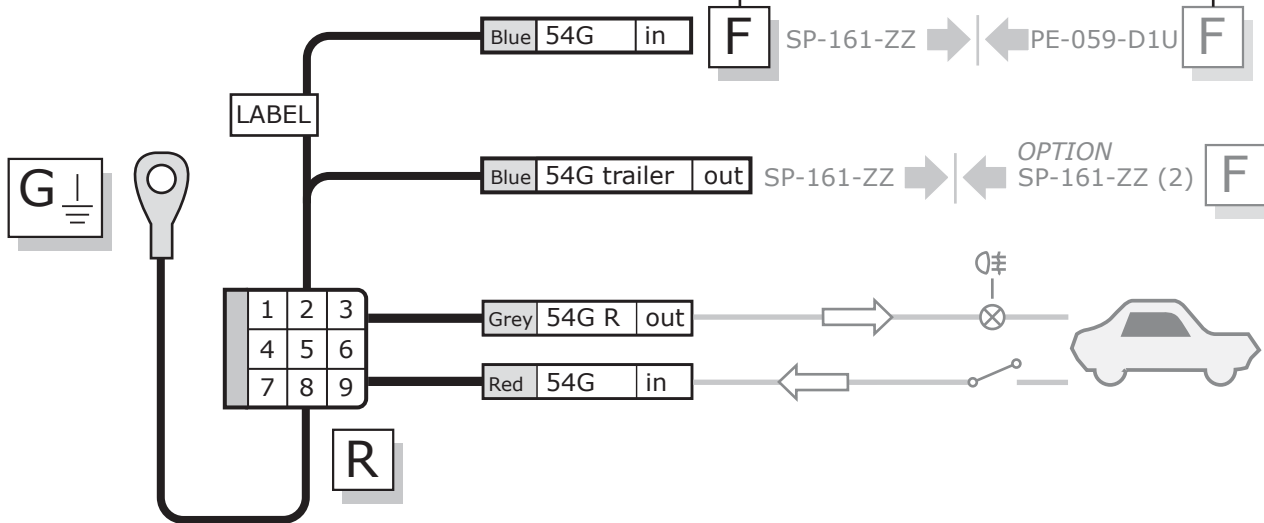 Blue 54G in F SP-161-ZZ PE-059-D1U F
LABEL
G
Blue 54G trailer out SP-161-ZZ OPTION
SP-161-ZZ (2) F
1 2 3
4 5 6
7 8 9
Grey 54G R out
Red 54G in
R